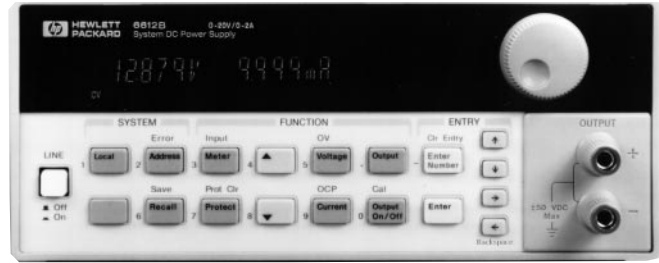 hp HEWLETT PACKARD 6612B 0-20V/0-2A
System DC Power Supply
12.879V 999.9mA
CV
SYSTEM FUNCTION ENTRY OUTPUT
Error Input OV Clr Entry
LINE
1 Local 2 Address 3 Meter 4 ▲ 5 Voltage . Output - Enter Number ↑
+
↓
Save Prot Clr OCP Cal
Off
On
6 Recall 7 Protect 8 ▼ 9 Current 0 Output On/Off Enter →
←
Backspace
±50 VDC Max
-